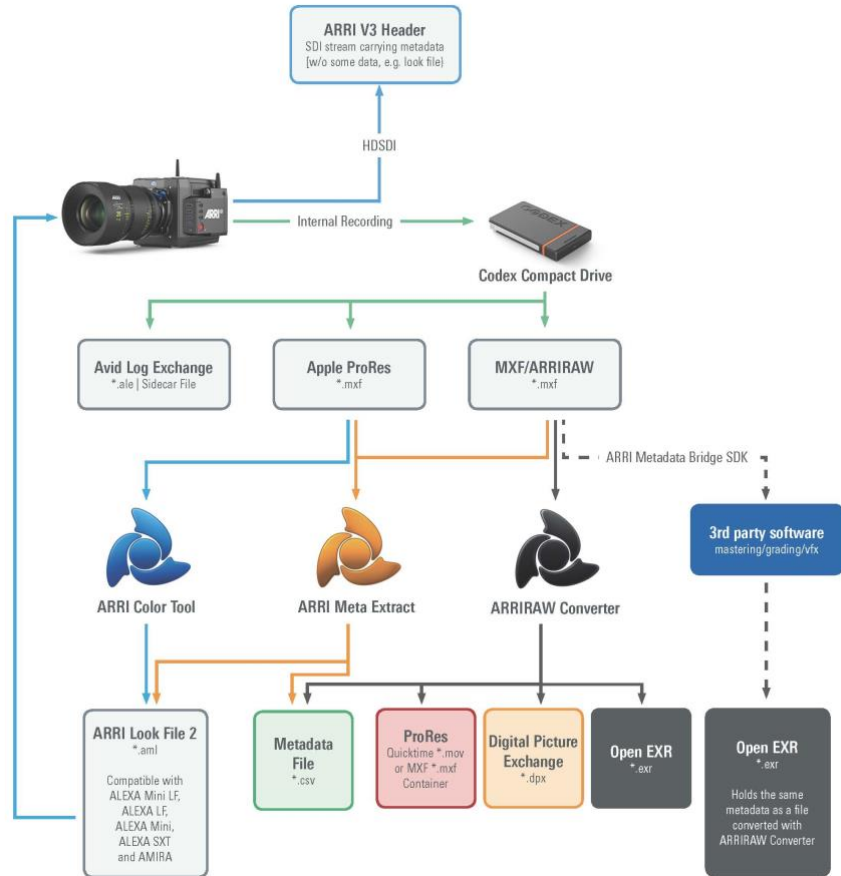 ARRI V3 Header
SDI stream carrying metadata
[w/o some data, e.g. look file)
HDSDI
ARRI
Internal Recording
CODEX
Codex Compact Drive
Avid Log Exchange
*.ale | Sidecar File
Apple ProRes
*.mxf
MXF/ARRIRAW
*.mxf
ARRI Metadata Bridge SDK
3rd party software
mastering/grading/vfx
ARRI Color Tool
ARRI Meta Extract
ARRIRAW Converter
ARRI Look File 2
*.aml
Compatible with
ALEXA Mini LF,
ALEXA LF,
ALEXA Mini,
ALEXA SXT
and AMIRA
Metadata
File
*.csv
ProRes
Quicktime *.mov
or MXF *.mxf
Container
Digital Picture
Exchange
*.dpx
Open EXR
*.exr
Open EXR
*.exr
Holds the same
metadata as a file
converted with
ARRIRAW Converter